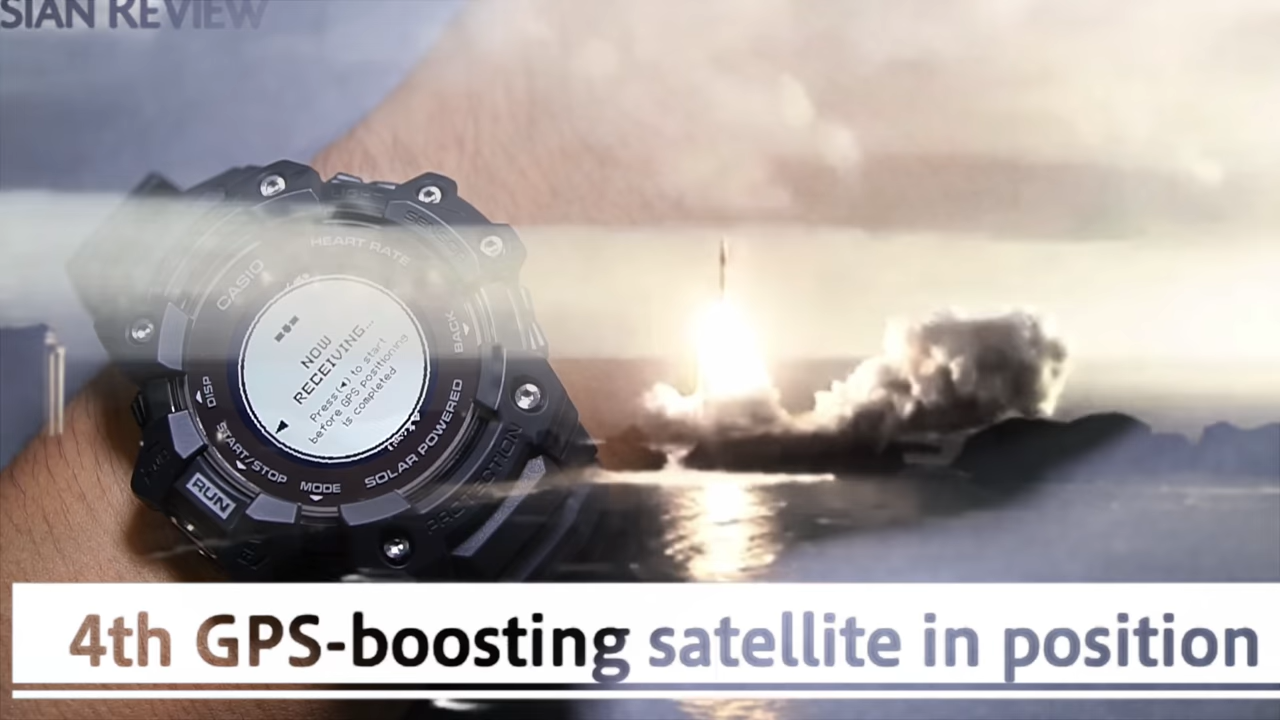 SIAN REVIEW
HEART RATE
CASIO
SENSOR
NOW
RECEIVING...
Press(◀) to start
before GPS positioning
is completed
BACK
DISP
START/STOP
MODE
SOLAR POWERED
RUN
PROTECTION
4th GPS-boosting satellite in position